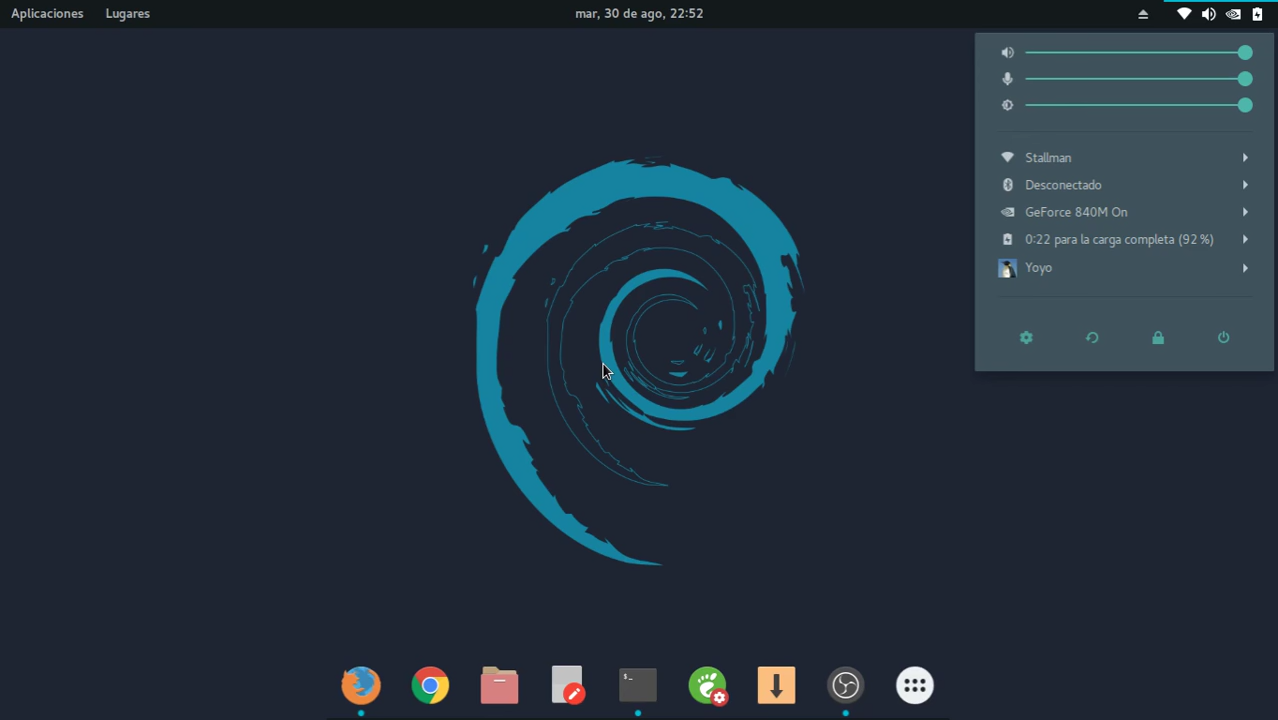 Aplicaciones Lugares mar, 30 de ago, 22:52
Stallman
Desconectado
GeForce 840M On
0:22 para la carga completa (92 %)
Yoyo
$_